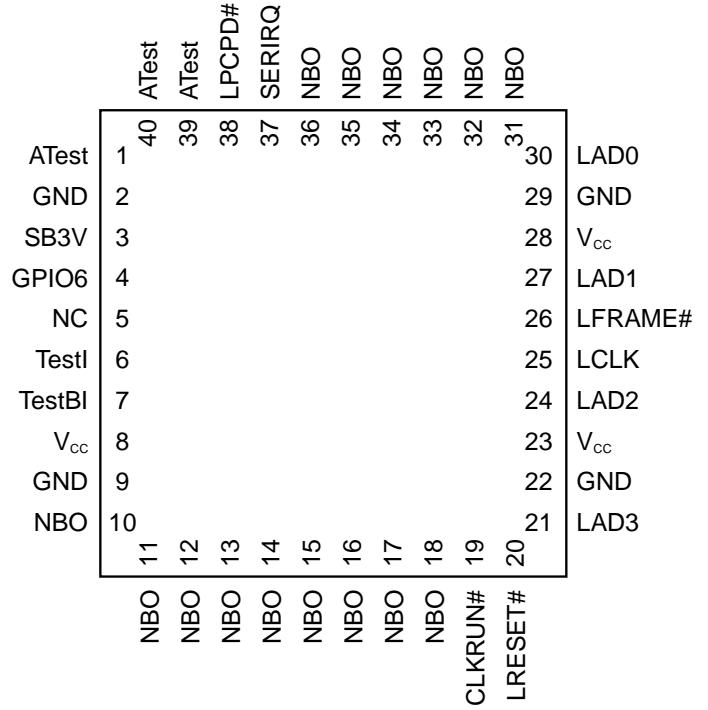 ATest ATest LPCPD# SERIRQ NBO NBO NBO NBO NBO NBO
40 39 38 37 36 35 34 33 32 31
ATest 1 30 LAD0
GND 2 29 GND
SB3V 3 28 Vcc
GPIO6 4 27 LAD1
NC 5 26 LFRAME#
TestI 6 25 LCLK
TestBI 7 24 LAD2
Vcc 8 23 Vcc
GND 9 22 GND
NBO 10 21 LAD3
11 12 13 14 15 16 17 18 19 20
NBO NBO NBO NBO NBO NBO NBO NBO CLKRUN# LRESET#